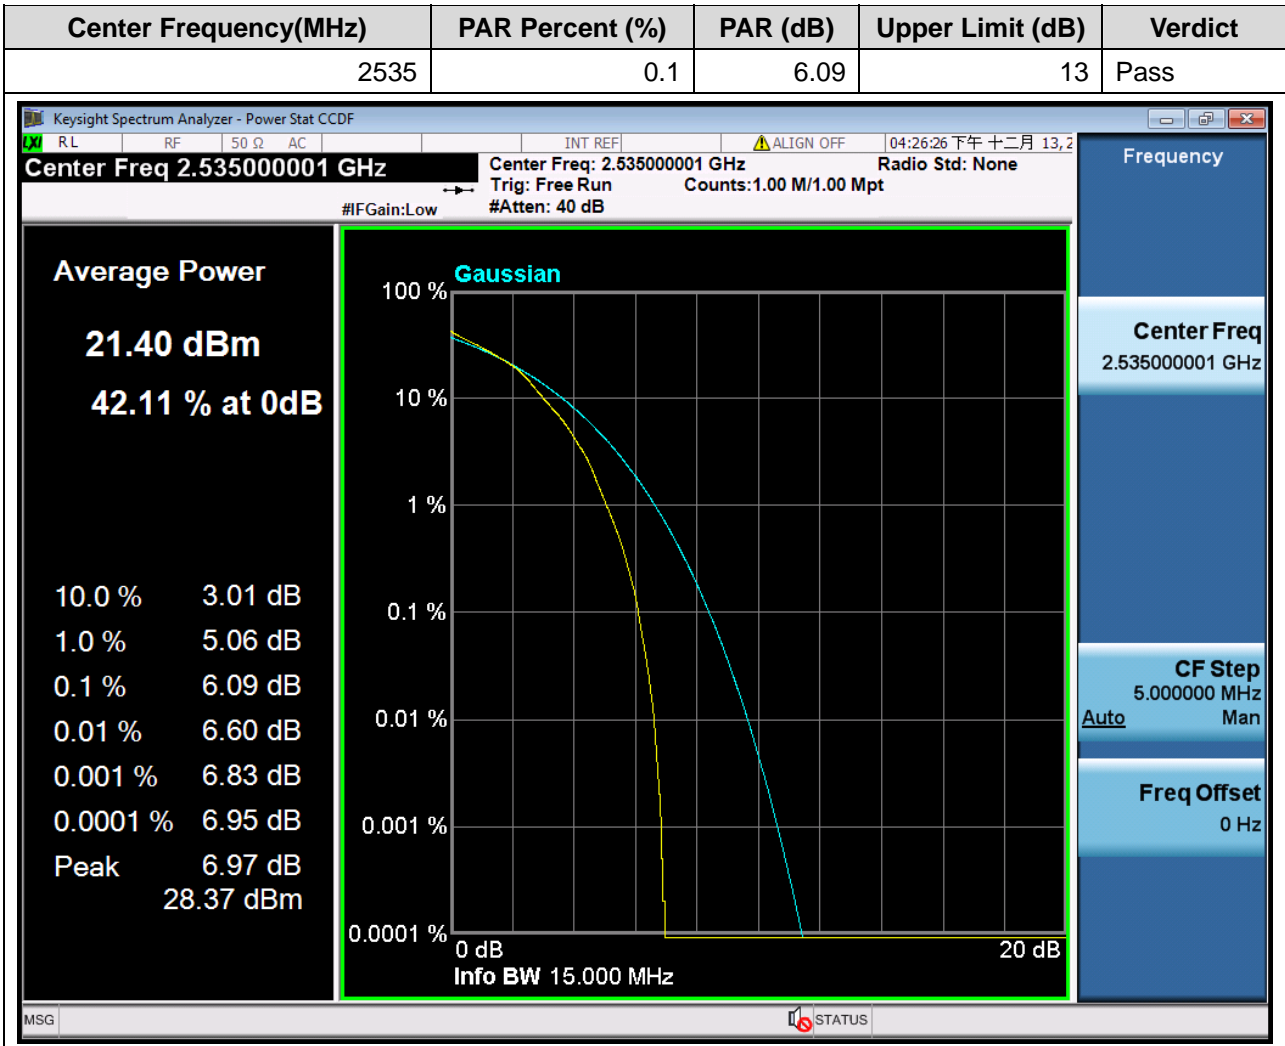 Center Frequency(MHz) PAR Percent (%) PAR (dB) Upper Limit (dB) Verdict
2535 0.1 6.09 13 Pass
Keysight Spectrum Analyzer - Power Stat CCDF
LXI RL RF 50 Ω AC INT REF ALIGN OFF 04:26:26 下午 十二月 13, 2
Center Freq 2.535000001 GHz
Center Freq: 2.535000001 GHz Radio Std: None
Trig: Free Run Counts:1.00 M/1.00 Mpt
#IFGain:Low #Atten: 40 dB
Average Power
21.40 dBm
42.11 % at 0dB
10.0 % 3.01 dB
1.0 % 5.06 dB
0.1 % 6.09 dB
0.01 % 6.60 dB
0.001 % 6.83 dB
0.0001 % 6.95 dB
Peak 6.97 dB
28.37 dBm
Gaussian
100 %
10 %
1 %
0.1 %
0.01 %
0.001 %
0.0001 %
0 dB 20 dB
Info BW 15.000 MHz
Frequency
Center Freq
2.535000001 GHz
CF Step
5.000000 MHz
Auto Man
Freq Offset
0 Hz
MSG STATUS